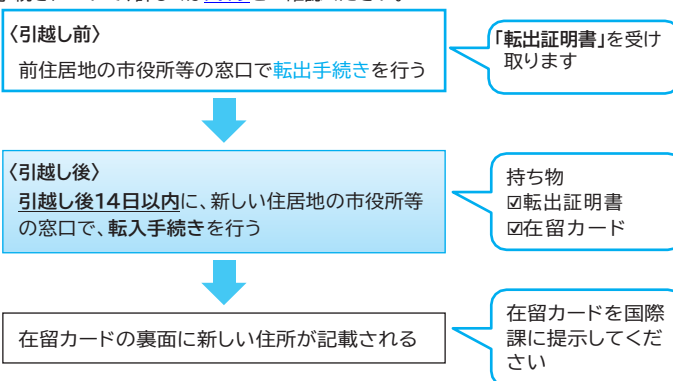 〈引越し前〉
前住居地の市役所等の窓口で転出手続きを行う
「転出証明書」を受け
取ります
〈引越し後〉
引越し後14日以内に、新しい住居地の市役所等
の窓口で、転入手続きを行う
持ち物
☑転出証明書
☑在留カード
在留カードの裏面に新しい住所が記載される
在留カードを国際
課に提示してくだ
さい